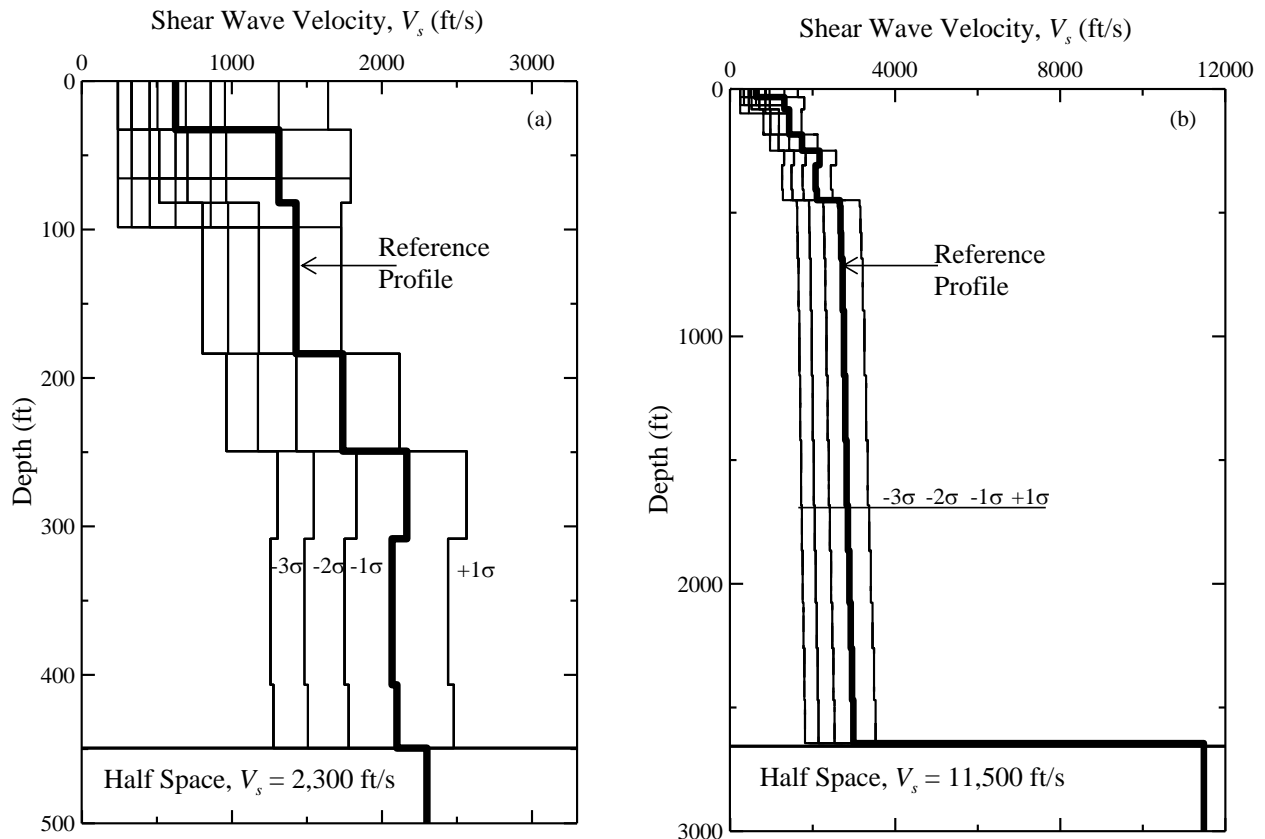 Shear Wave Velocity, Vs (ft/s)
0 1000 2000 3000
(a)
0
100
200
300
400
500
Depth (ft)
Reference
Profile
-3σ -2σ -1σ +1σ
Half Space, Vs = 2,300 ft/s
Shear Wave Velocity, Vs (ft/s)
0 4000 8000 12000
(b)
0
1000
2000
3000
Depth (ft)
Reference
Profile
-3σ -2σ -1σ +1σ
Half Space, Vs = 11,500 ft/s